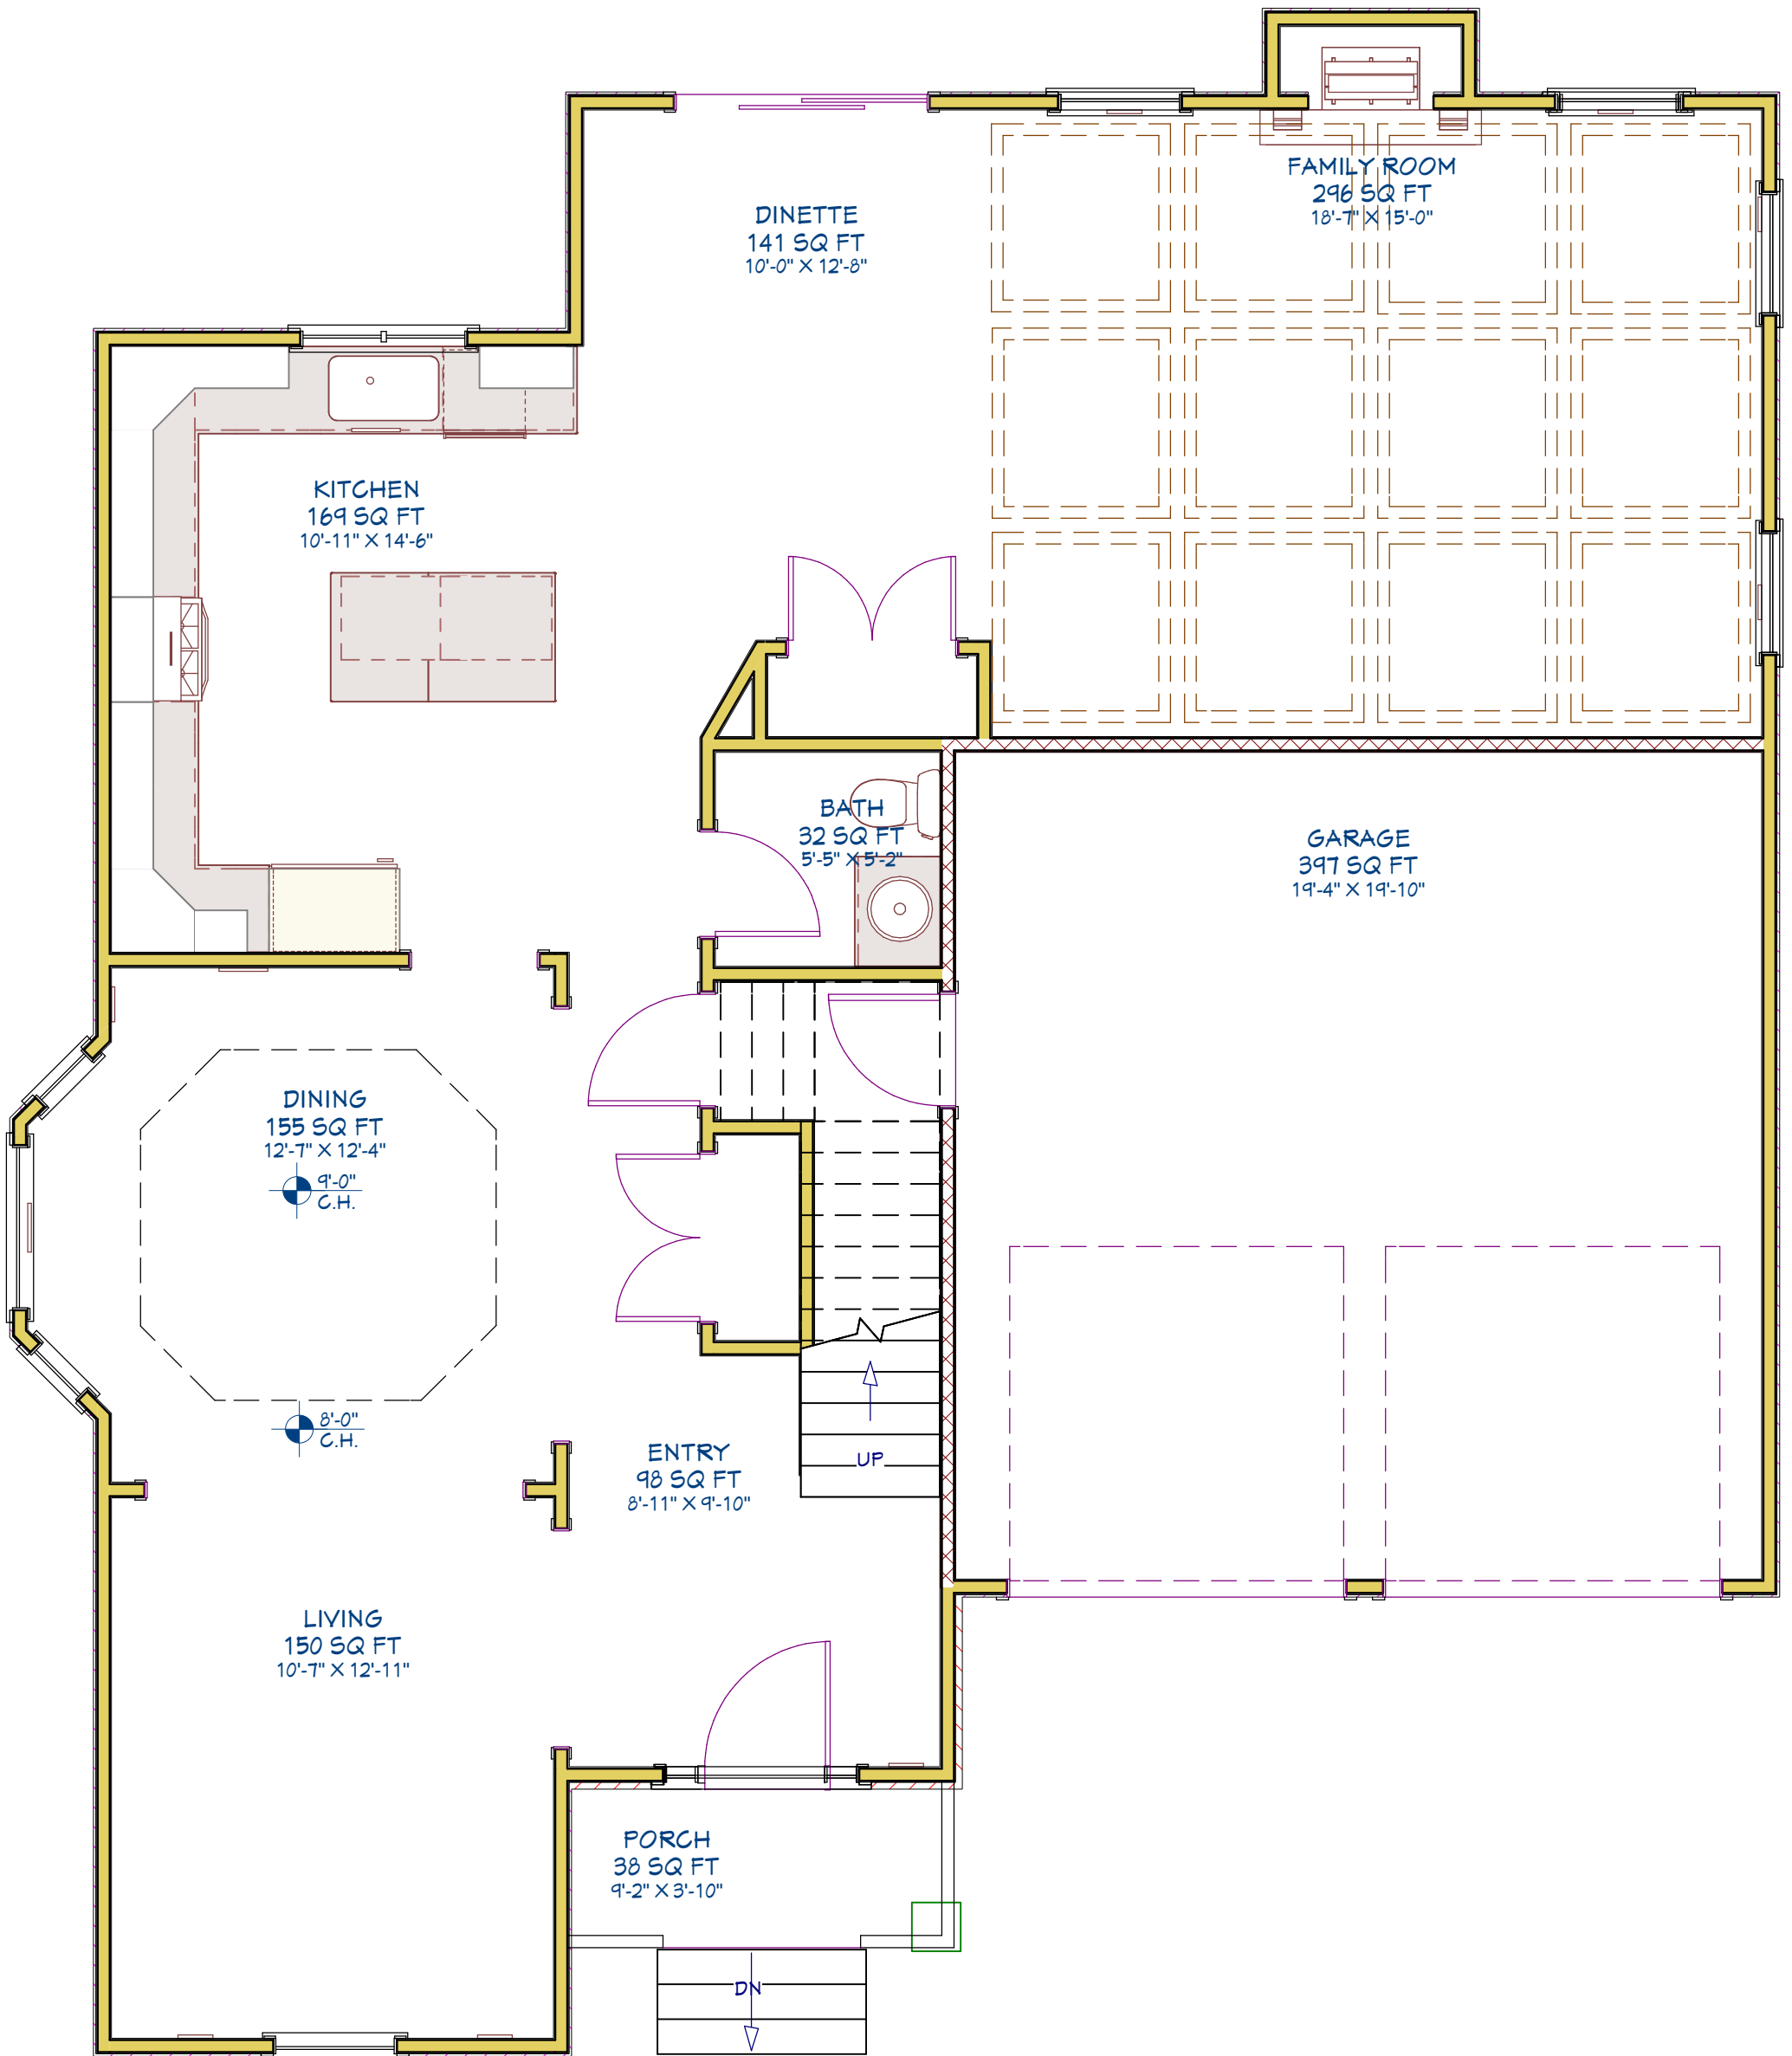 FAMILY ROOM
296 SQ FT
18'-7" X 15'-0"
DINETTE
141 SQ FT
10'-0" X 12'-8"
KITCHEN
169 SQ FT
10'-11" X 14'-6"
BATH
32 SQ FT
5'-5" X 5'-2"
GARAGE
397 SQ FT
19'-4" X 19'-10"
DINING
155 SQ FT
12'-7" X 12'-4"
9'-0"
C.H.
8'-0"
C.H.
ENTRY
98 SQ FT
8'-11" X 9'-10"
UP
LIVING
150 SQ FT
10'-7" X 12'-11"
PORCH
38 SQ FT
9'-2" X 3'-10"
DN